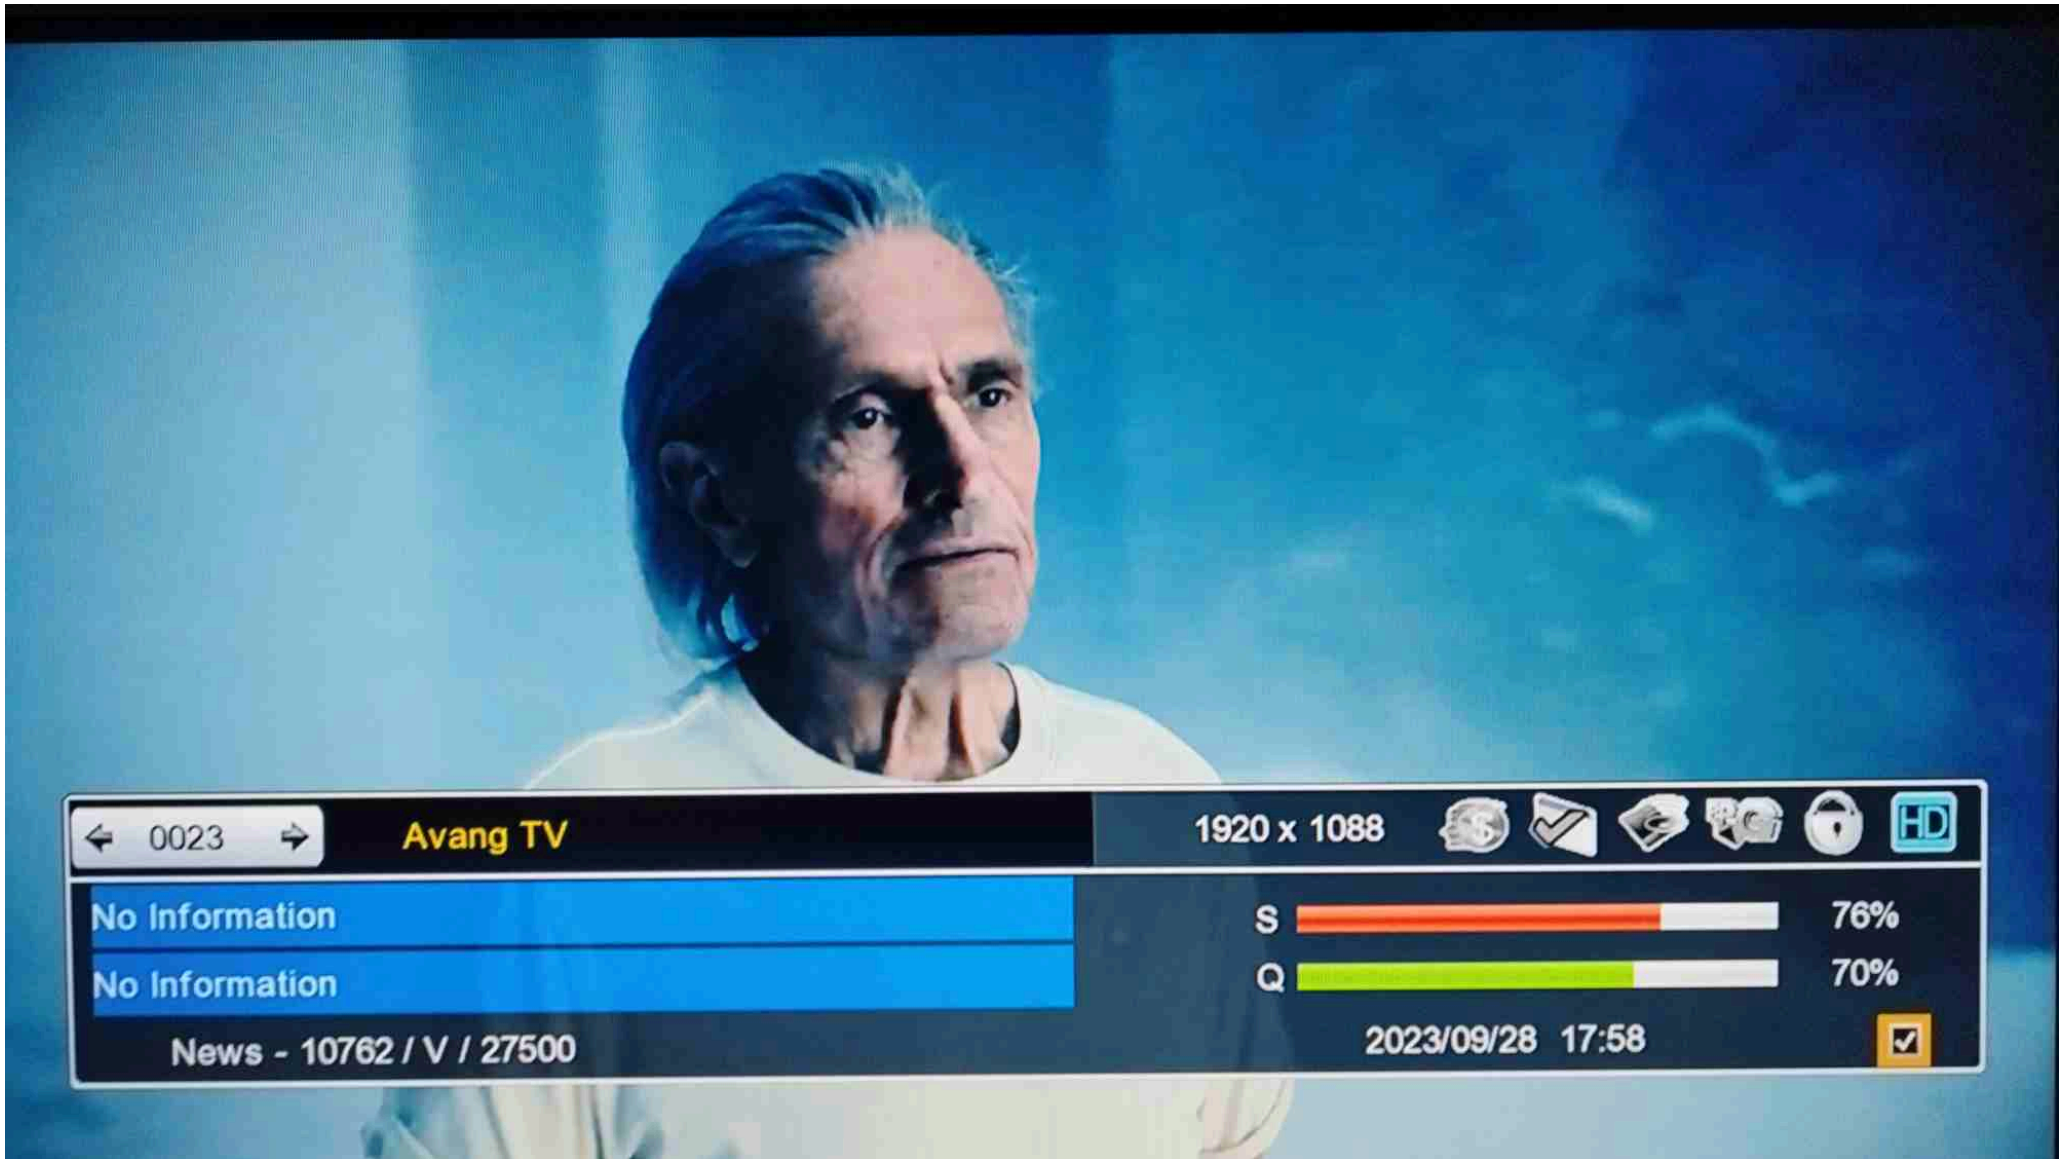 0023 Avang TV 1920 x 1088 HD
No Information
S 76%
No Information
Q 70%
News - 10762 / V / 27500
2023/09/28 17:58